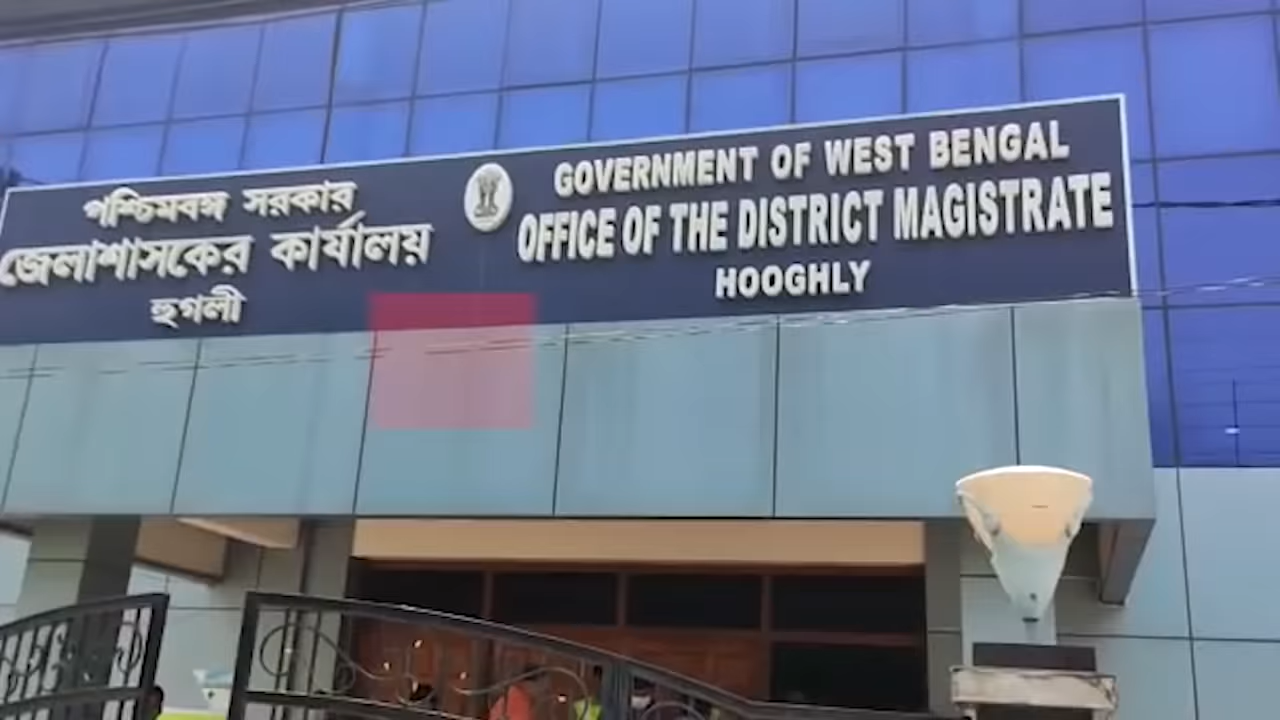 পশ্চিমবঙ্গ সরকার
জেলাশাসকের কার্যালয়
হুগলী
GOVERNMENT OF WEST BENGAL
OFFICE OF THE DISTRICT MAGISTRATE
HOOGHLY